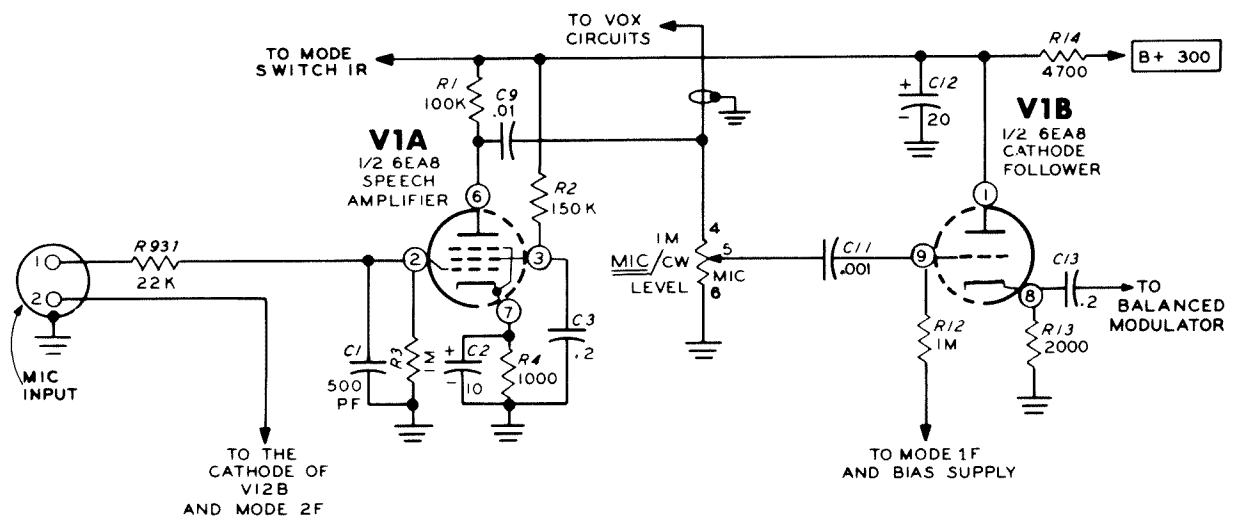 TO VOX
CIRCUITS
TO MODE
SWITCH 1R
R14
4700
B+ 300
R1
100K
C9
.01
+
C12
-
20
V1A
1/2 6EA8
SPEECH
AMPLIFIER
V1B
1/2 6EA8
CATHODE
FOLLOWER
6
R2
150K
1
R931
22K
1
2
2
3
7
4
1M
5
MIC/CW
MIC
LEVEL
6
C11
.001
9
8
C13
.2
TO
BALANCED
MODULATOR
C1
500
PF
R3
1M
+
C2
-
10
R4
1000
C3
.2
R12
1M
R13
2000
MIC
INPUT
TO THE
CATHODE OF
V12B
AND MODE 2F
TO MODE 1F
AND BIAS SUPPLY